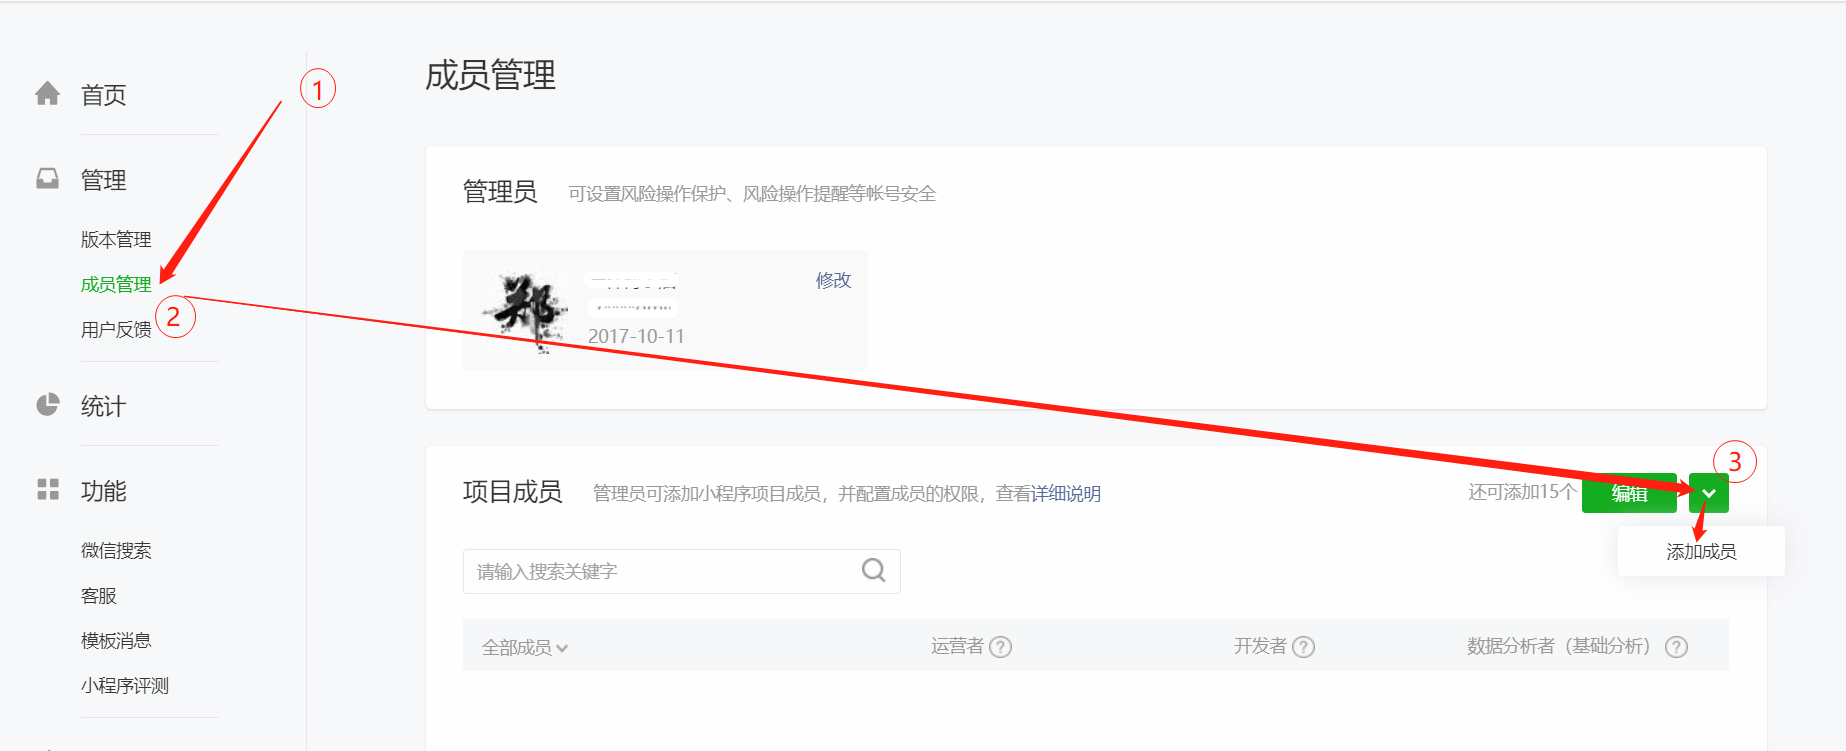 首页
管理
版本管理
成员管理
用户反馈
统计
功能
微信搜索
客服
模板消息
小程序评测
①
②
成员管理
管理员 可设置风险操作保护、风险操作提醒等帐号安全
郑
修改
2017-10-11
项目成员 管理员可添加小程序项目成员，并配置成员的权限，查看详细说明
还可添加15个 编辑
③
添加成员
请输入搜索关键字
全部成员 运营者 ? 开发者 ? 数据分析者（基础分析） ?